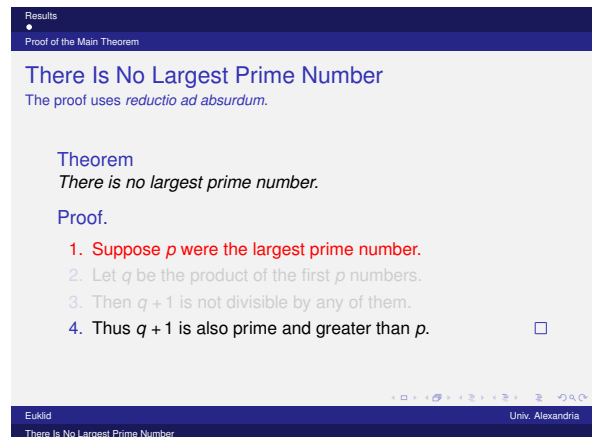 Results
Proof of the Main Theorem
There Is No Largest Prime Number
The proof uses reductio ad absurdum.
Theorem
There is no largest prime number.
Proof.
1. Suppose p were the largest prime number.
2. Let q be the product of the first p numbers.
3. Then q + 1 is not divisible by any of them.
4. Thus q + 1 is also prime and greater than p.
Euklid Univ. Alexandria
There Is No Largest Prime Number